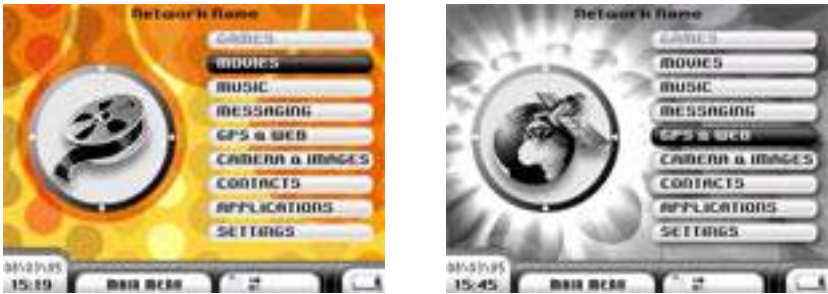 Network Name
GAMES
MOVIES
MUSIC
MESSAGING
GPS & WEB
CAMERA & IMAGES
CONTACTS
APPLICATIONS
SETTINGS
15:19
MAIN MENU
Network Name
GAMES
MOVIES
MUSIC
MESSAGING
GPS & WEB
CAMERA & IMAGES
CONTACTS
APPLICATIONS
SETTINGS
15:45
MAIN MENU